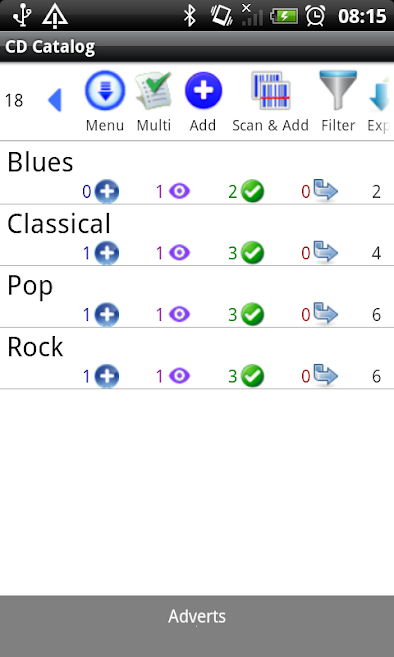 08:15
CD Catalog
18
Menu Multi Add Scan & Add Filter Exp
Blues
0 1 2 0 2
Classical
1 1 3 0 4
Pop
1 1 3 0 6
Rock
1 1 3 0 6
Adverts